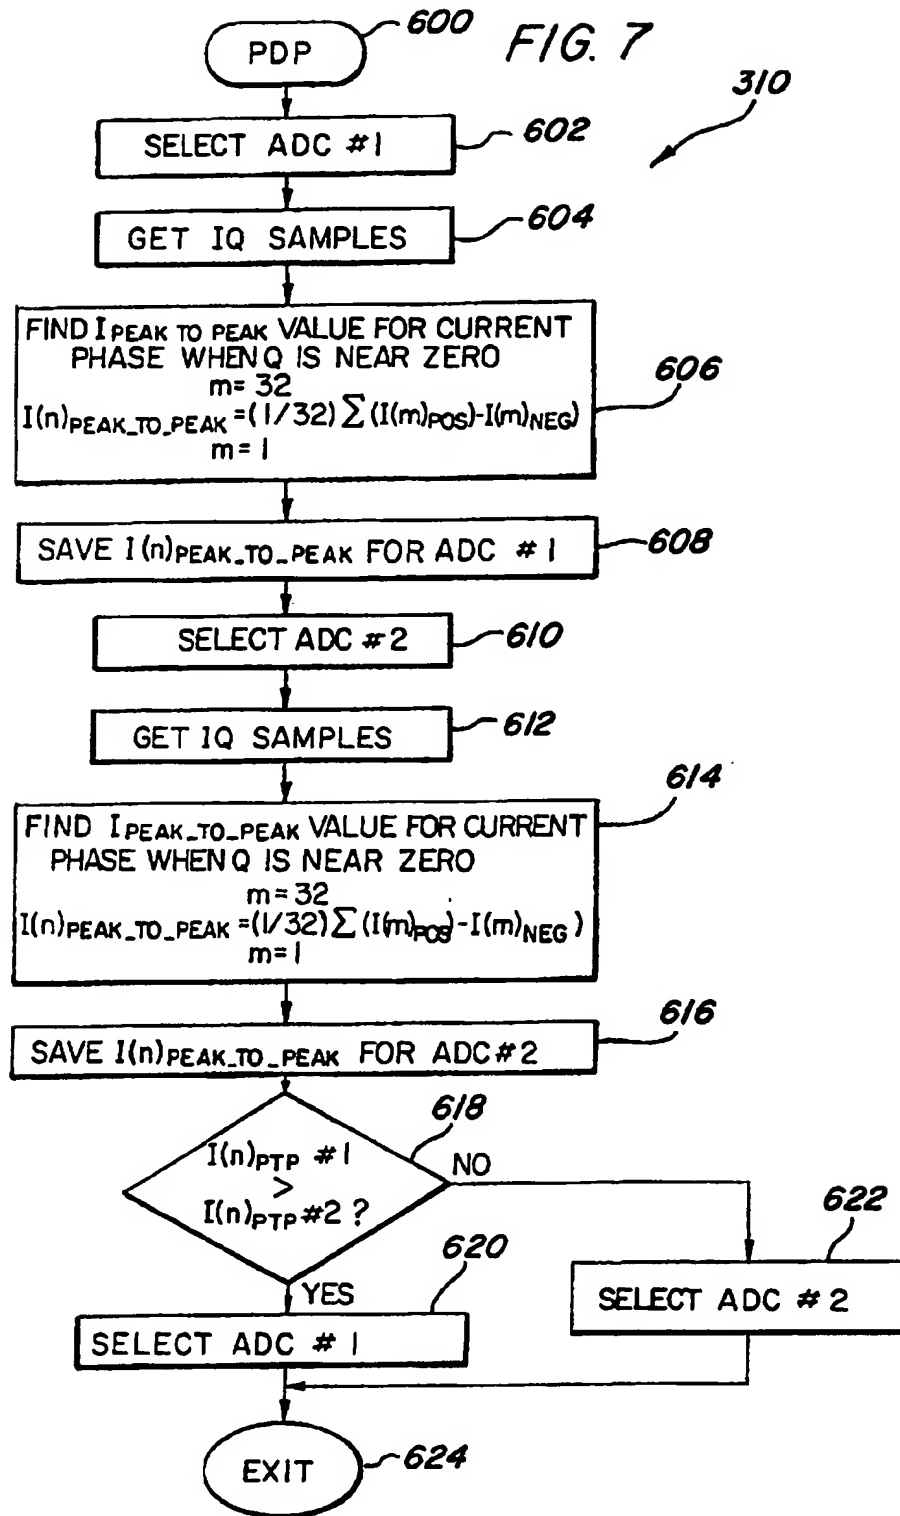 FIG. 7
310
PDP
600
SELECT ADC #1
602
GET IQ SAMPLES
604
FIND IPEAK TO PEAK VALUE FOR CURRENT
PHASE WHEN Q IS NEAR ZERO
m= 32
I(n)PEAK_TO_PEAK =(1/32) ∑ (I(m)POS)-I(m)NEG)
m = 1
606
SAVE I(n)PEAK_TO_PEAK FOR ADC #1
608
SELECT ADC #2
610
GET IQ SAMPLES
612
FIND IPEAK_TO_PEAK VALUE FOR CURRENT
PHASE WHEN Q IS NEAR ZERO
m= 32
I(n)PEAK_TO_PEAK =(1/32) ∑ (I(m)POS)-I(m)NEG)
m=1
614
SAVE I(n)PEAK_TO_PEAK FOR ADC #2
616
I(n)PTP #1
>
I(n)PTP #2 ?
618
NO
YES
SELECT ADC #1
620
SELECT ADC #2
622
EXIT
624